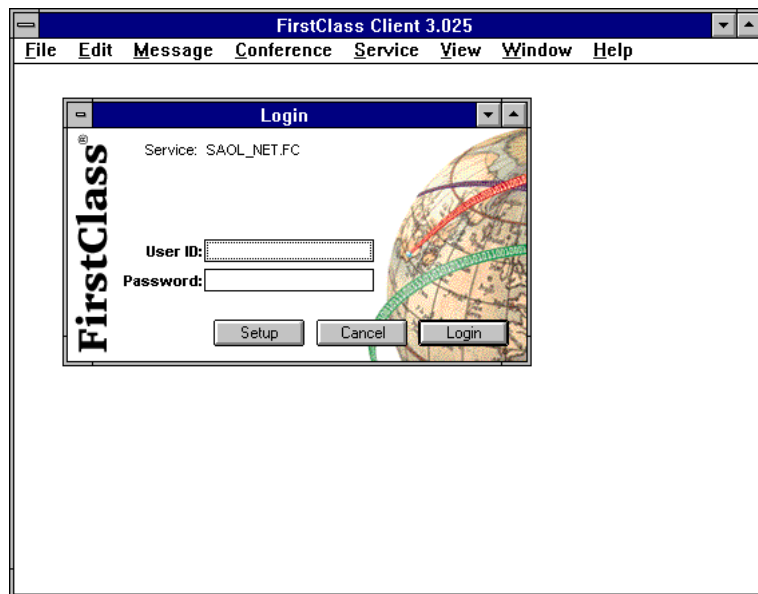 FirstClass Client 3.025
File Edit Message Conference Service View Window Help
Login
FirstClass®
Service: SAOL_NET.FC
User ID:
Password:
Setup Cancel Login